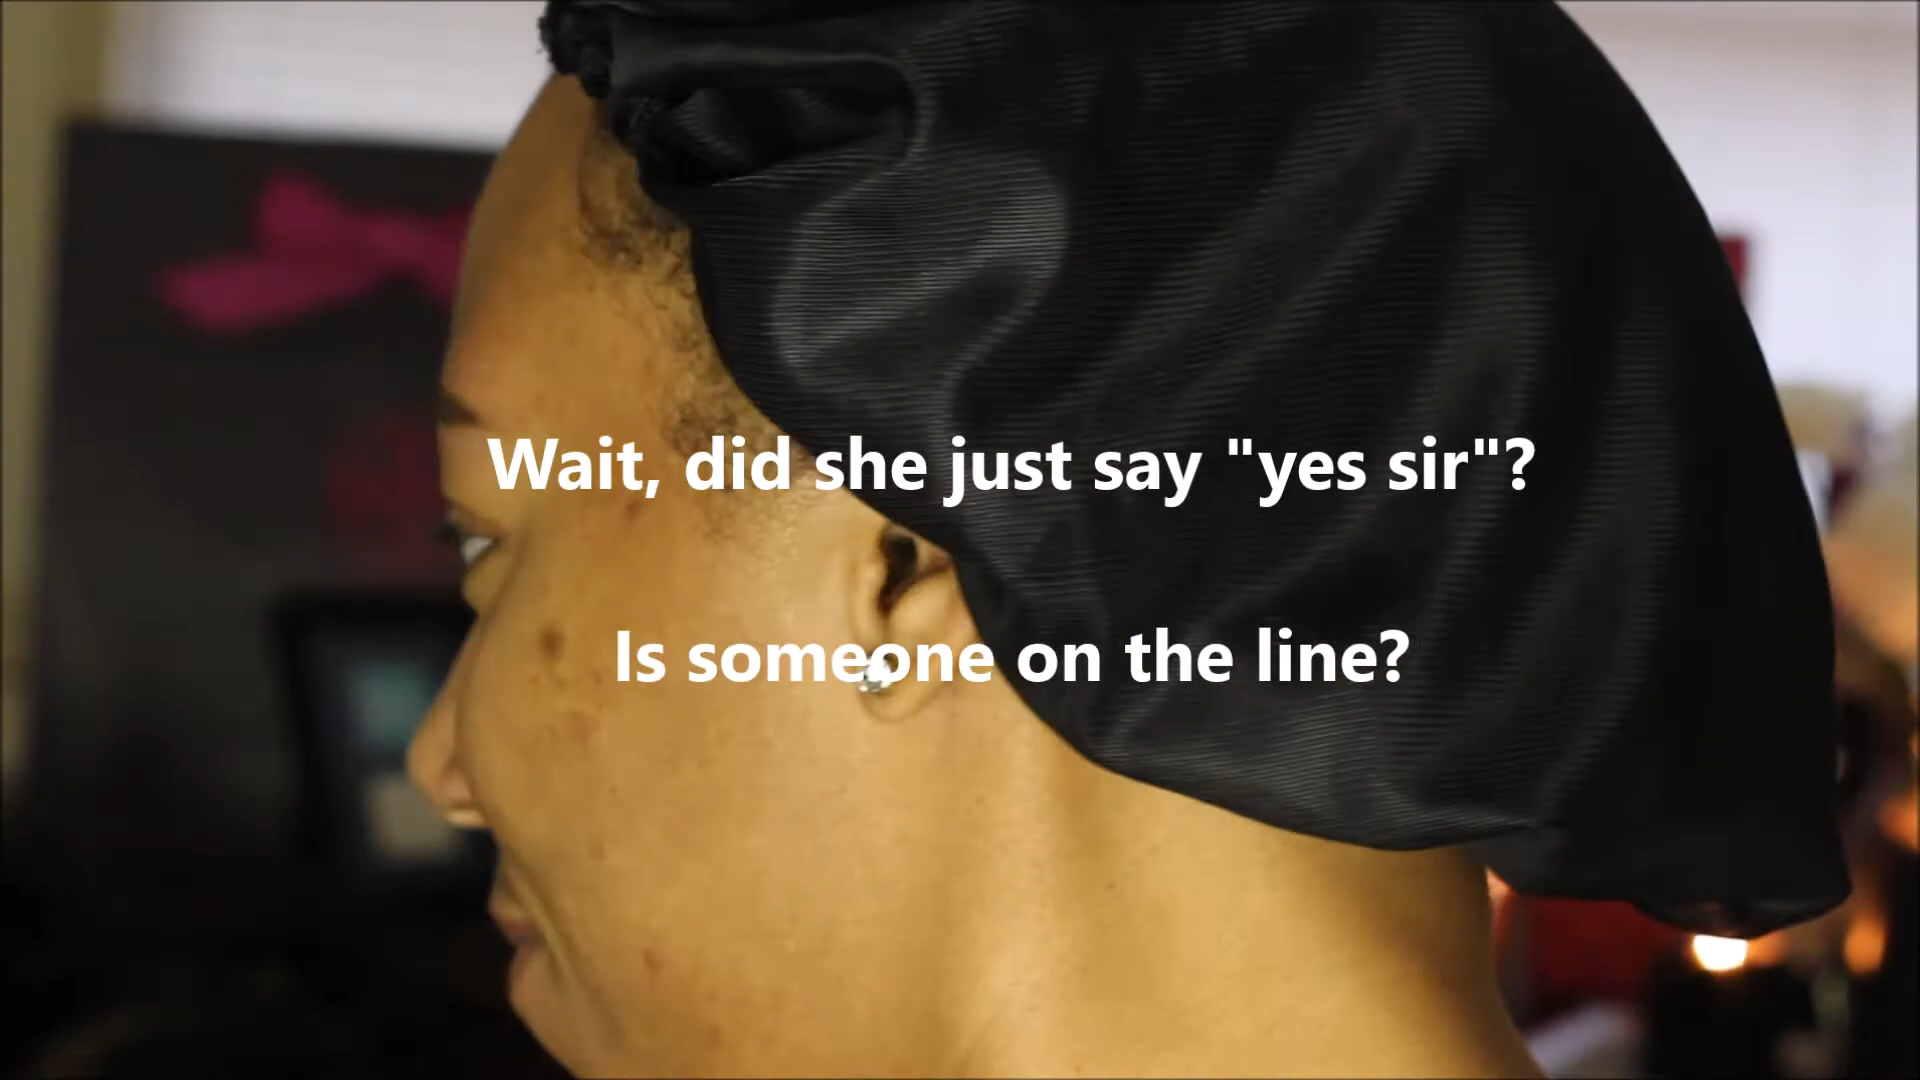 Wait, did she just say "yes sir"?
Is someone on the line?